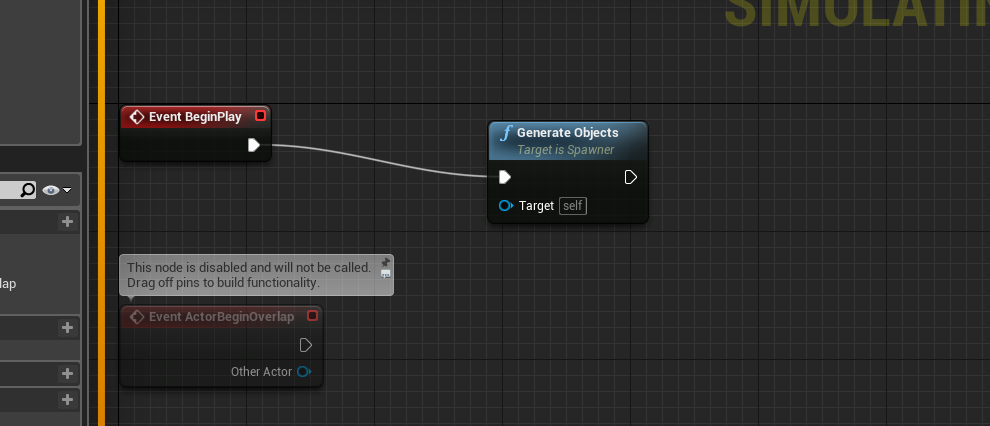 SIMULATIN
Event BeginPlay
f Generate Objects
Target is Spawner
Target self
lap
This node is disabled and will not be called.
Drag off pins to build functionality.
Event ActorBeginOverlap
Other Actor